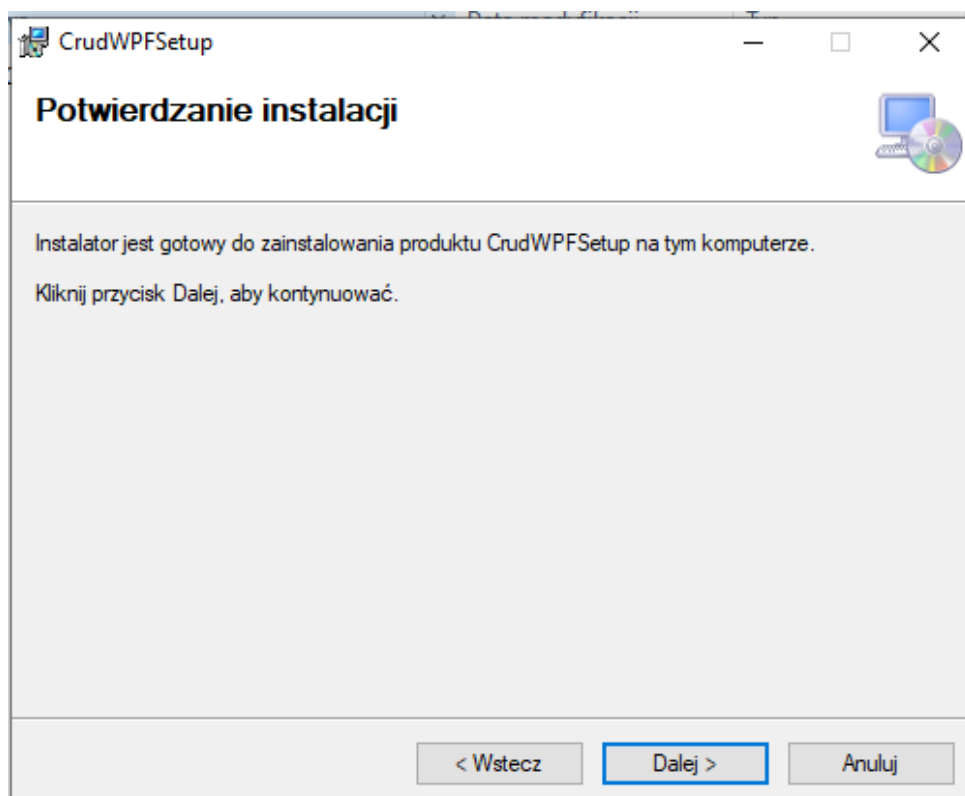 CrudWPFSetup
Potwierdzanie instalacji
Instalator jest gotowy do zainstalowania produktu CrudWPFSetup na tym komputerze.
Kliknij przycisk Dalej, aby kontynuować.
< Wstecz
Dalej >
Anuluj